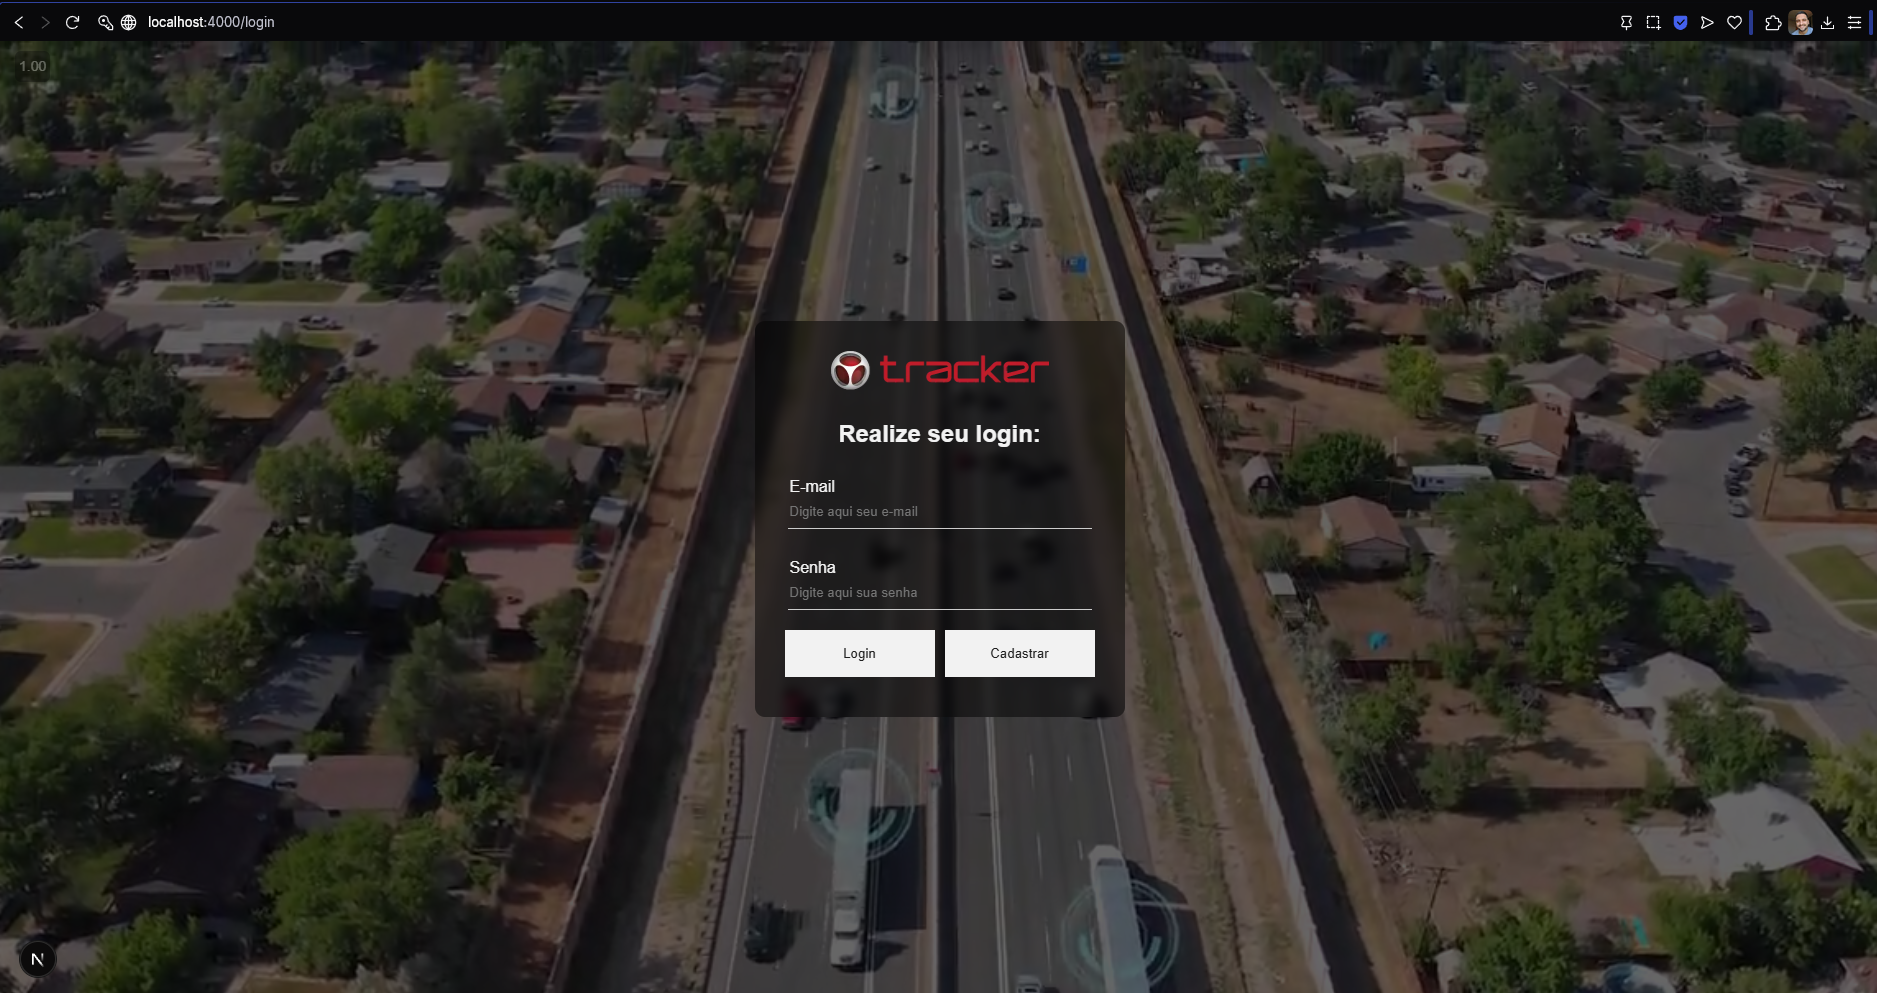 localhost:4000/login
1.00
tracker
Realize seu login:
E-mail
Digite aqui seu e-mail
Senha
Digite aqui sua senha
Login
Cadastrar
N